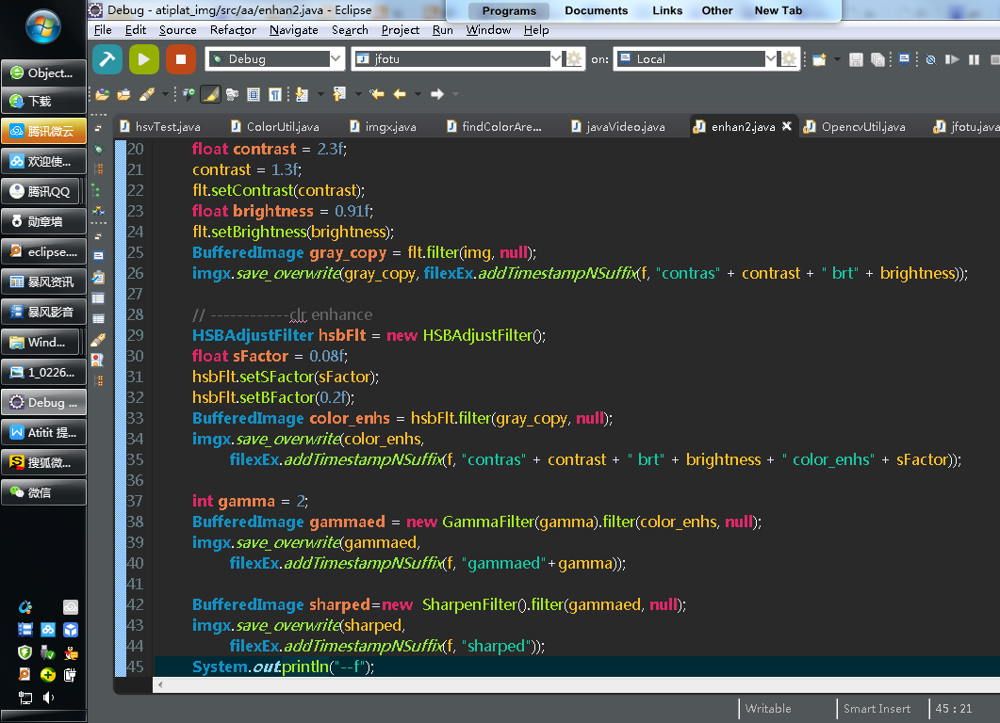 Debug - atiplat_img/src/aa/enhan2.java - Eclipse
Programs Documents Links Other New Tab
File Edit Source Refactor Navigate Search Project Run Window Help
Debug jfotu on: Local
hsvTest.java ColorUtil.java imgx.java findColorAre... javaVideo.java enhan2.java OpencvUtil.java jfotu.java
Object...
下载
腾讯微云
欢迎使...
腾讯QQ
勋章墙
eclipse....
暴风资讯
暴风影音
Wind...
1_0226...
Debug ...
Atitit 提...
搜狐微...
微信
20 float contrast = 2.3f;
21 contrast = 1.3f;
22 flt.setContrast(contrast);
23 float brightness = 0.91f;
24 flt.setBrightness(brightness);
25 BufferedImage gray_copy = flt.filter(img, null);
26 imgx.save_overwrite(gray_copy, filexEx.addTimestampNSuffix(f, "contras" + contrast + " brt" + brightness));
27
28 // ------------clr enhance
29 HSBAdjustFilter hsbFlt = new HSBAdjustFilter();
30 float sFactor = 0.08f;
31 hsbFlt.setSFactor(sFactor);
32 hsbFlt.setBFactor(0.2f);
33 BufferedImage color_enhs = hsbFlt.filter(gray_copy, null);
34 imgx.save_overwrite(color_enhs,
35 filexEx.addTimestampNSuffix(f, "contras" + contrast + " brt" + brightness + " color_enhs" + sFactor));
36
37 int gamma = 2;
38 BufferedImage gammaed = new GammaFilter(gamma).filter(color_enhs, null);
39 imgx.save_overwrite(gammaed,
40 filexEx.addTimestampNSuffix(f, "gammaed"+gamma));
41
42 BufferedImage sharped=new SharpenFilter().filter(gammaed, null);
43 imgx.save_overwrite(sharped,
44 filexEx.addTimestampNSuffix(f, "sharped"));
45 System.out.println("--f");
Writable Smart Insert 45 : 21